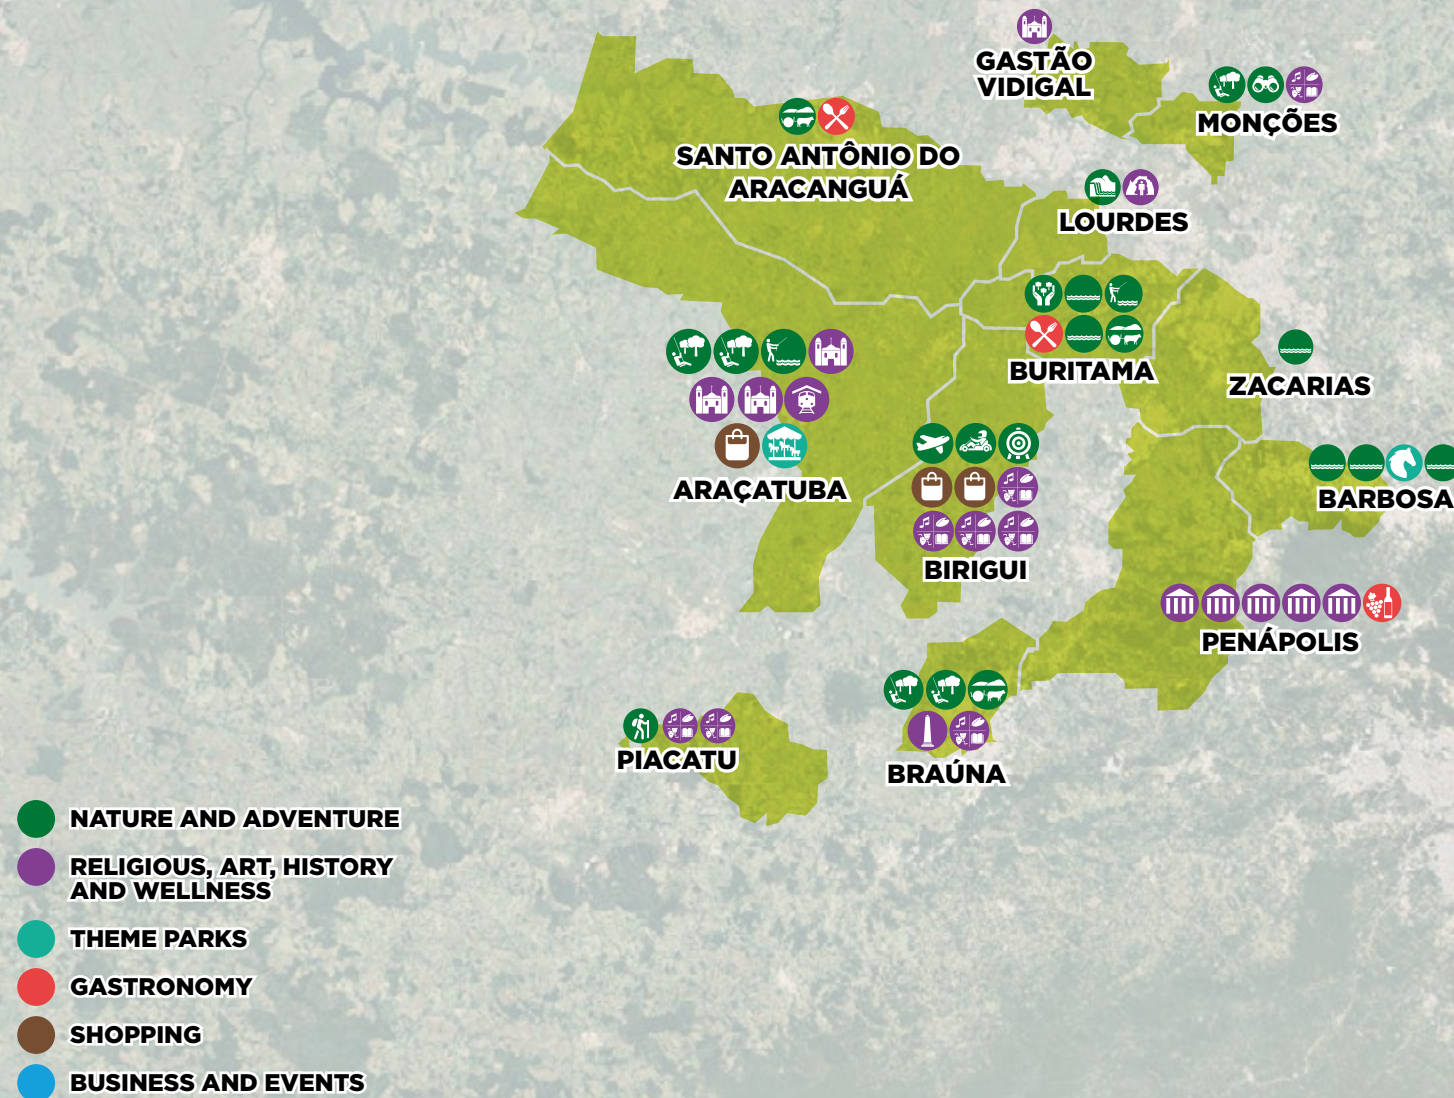 GASTÃO
VIDIGAL
MONÇÕES
SANTO ANTÔNIO DO
ARACANGUÁ
LOURDES
BURITAMA
ZACARIAS
ARAÇATUBA
BARBOSA
BIRIGUI
PENÁPOLIS
PIACATU
BRAÚNA
NATURE AND ADVENTURE
RELIGIOUS, ART, HISTORY
AND WELLNESS
THEME PARKS
GASTRONOMY
SHOPPING
BUSINESS AND EVENTS